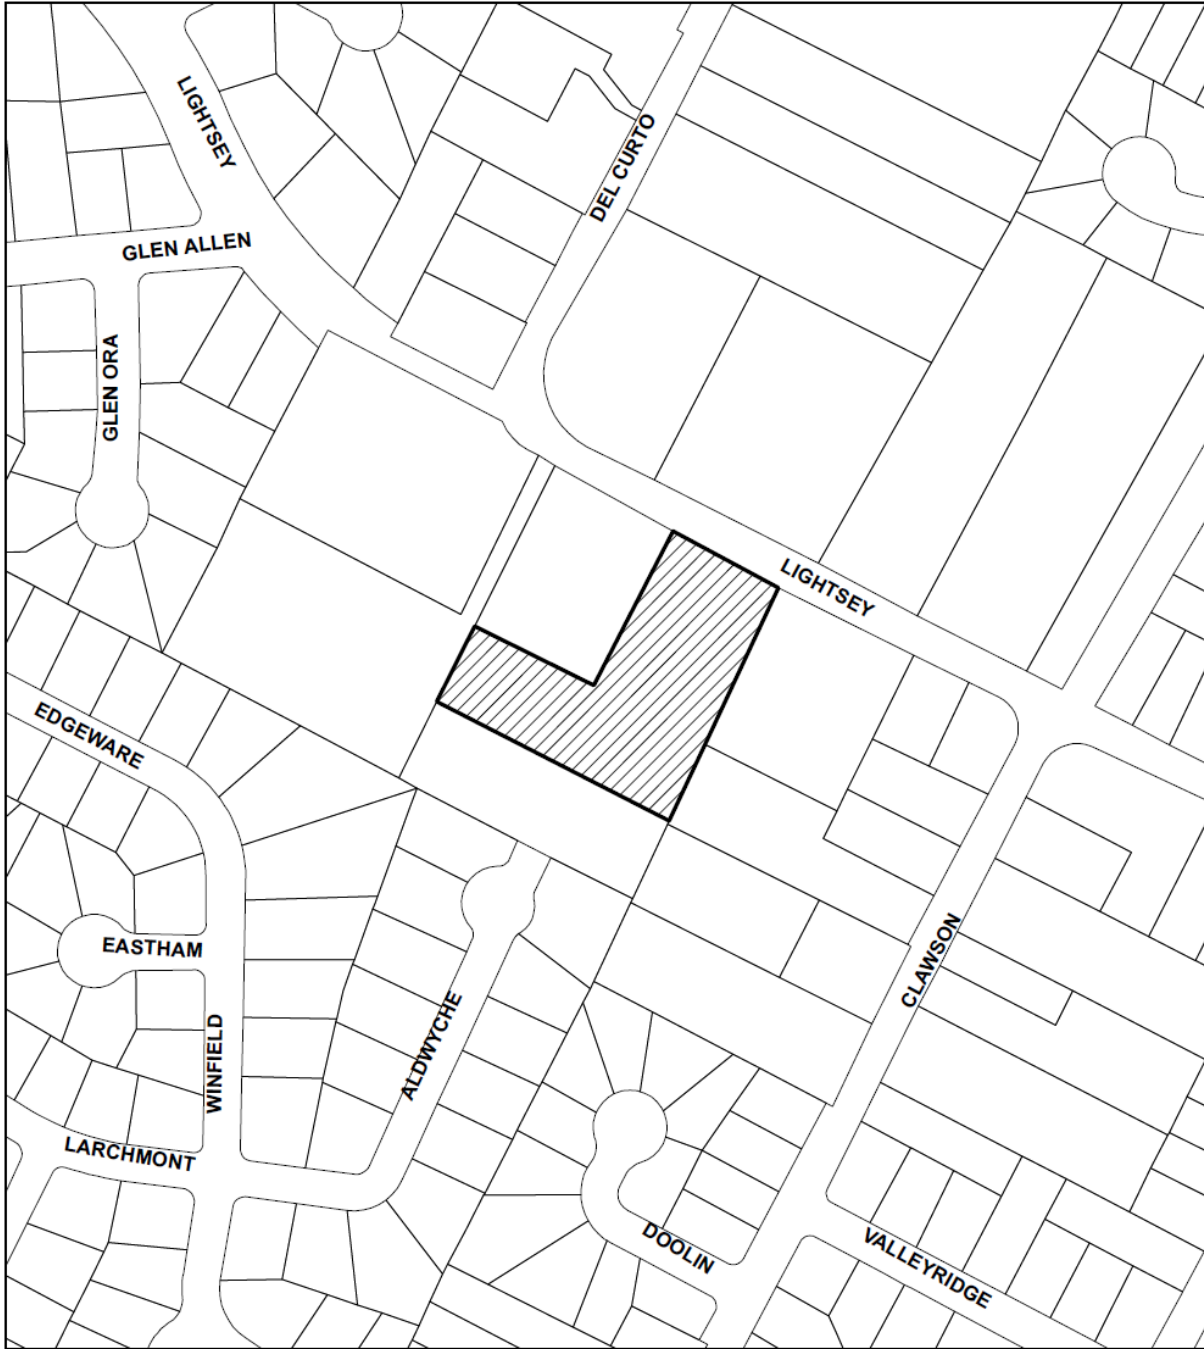 LIGHTSEY
DEL CURTO
GLEN ALLEN
GLEN ORA
LIGHTSEY
EDGEWARE
EASTHAM
CLAWSON
WINFIELD
ALDWYCHE
LARCHMONT
DOOLIN
VALLEYRIDGE